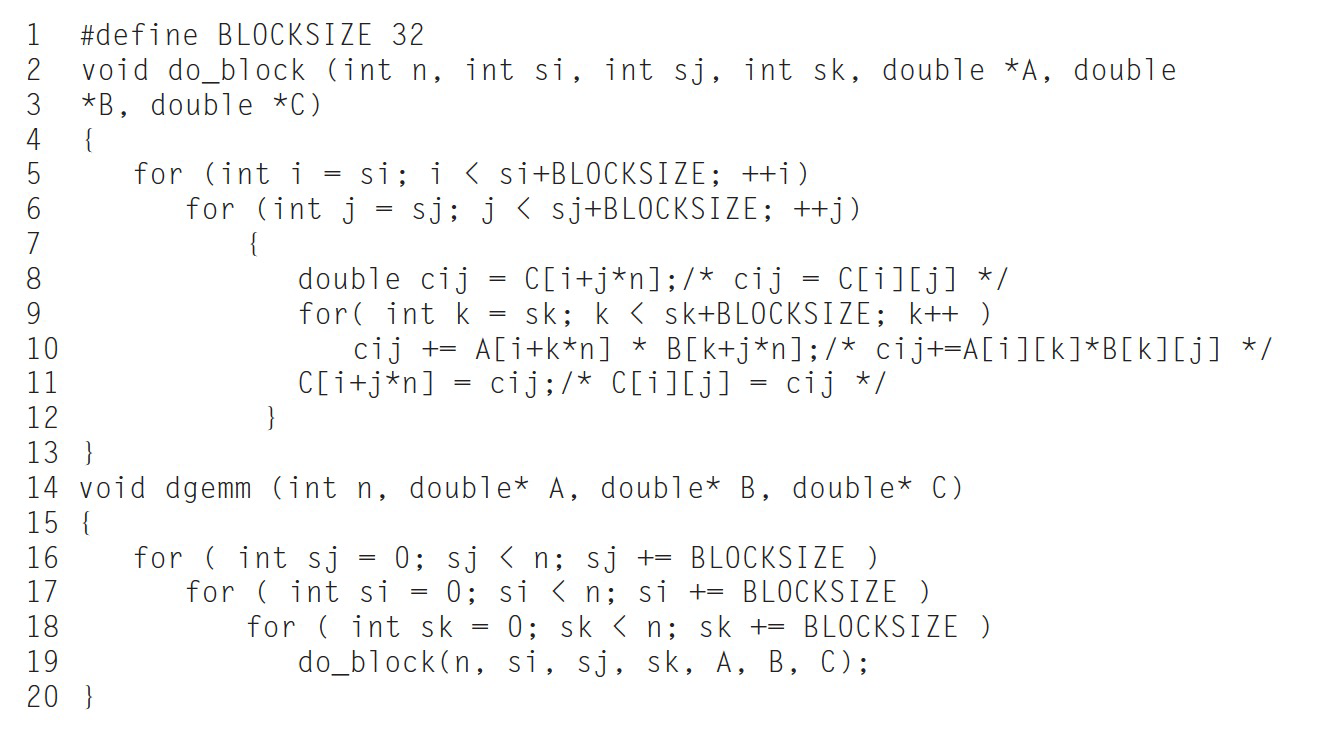 1 #define BLOCKSIZE 32
2 void do_block (int n, int si, int sj, int sk, double *A, double
3 *B, double *C)
4 {
5 for (int i = si; i < si+BLOCKSIZE; ++i)
6 for (int j = sj; j < sj+BLOCKSIZE; ++j)
7 {
8 double cij = C[i+j*n];/* cij = C[i][j] */
9 for( int k = sk; k < sk+BLOCKSIZE; k++ )
10 cij += A[i+k*n] * B[k+j*n];/* cij+=A[i][k]*B[k][j] */
11 C[i+j*n] = cij;/* C[i][j] = cij */
12 }
13 }
14 void dgemm (int n, double* A, double* B, double* C)
15 {
16 for ( int sj = 0; sj < n; sj += BLOCKSIZE )
17 for ( int si = 0; si < n; si += BLOCKSIZE )
18 for ( int sk = 0; sk < n; sk += BLOCKSIZE )
19 do_block(n, si, sj, sk, A, B, C);
20 }